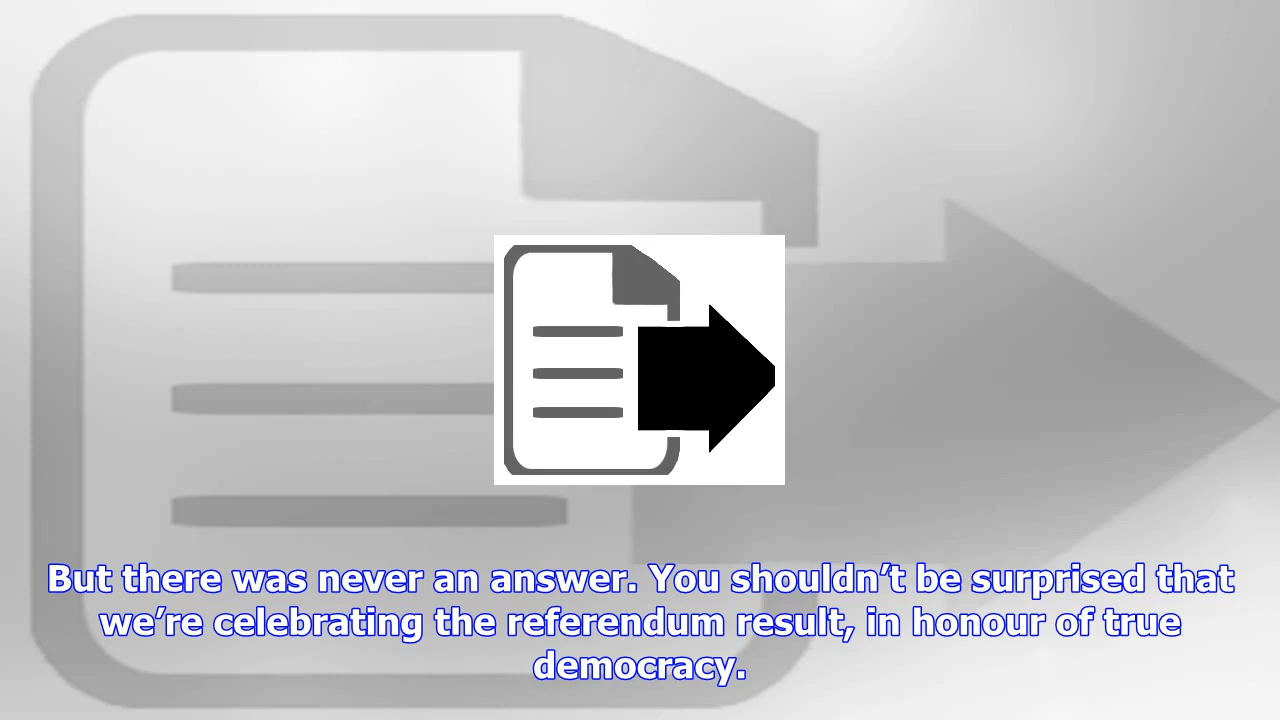 But there was never an answer. You shouldn’t be surprised that
we’re celebrating the referendum result, in honour of true
democracy.